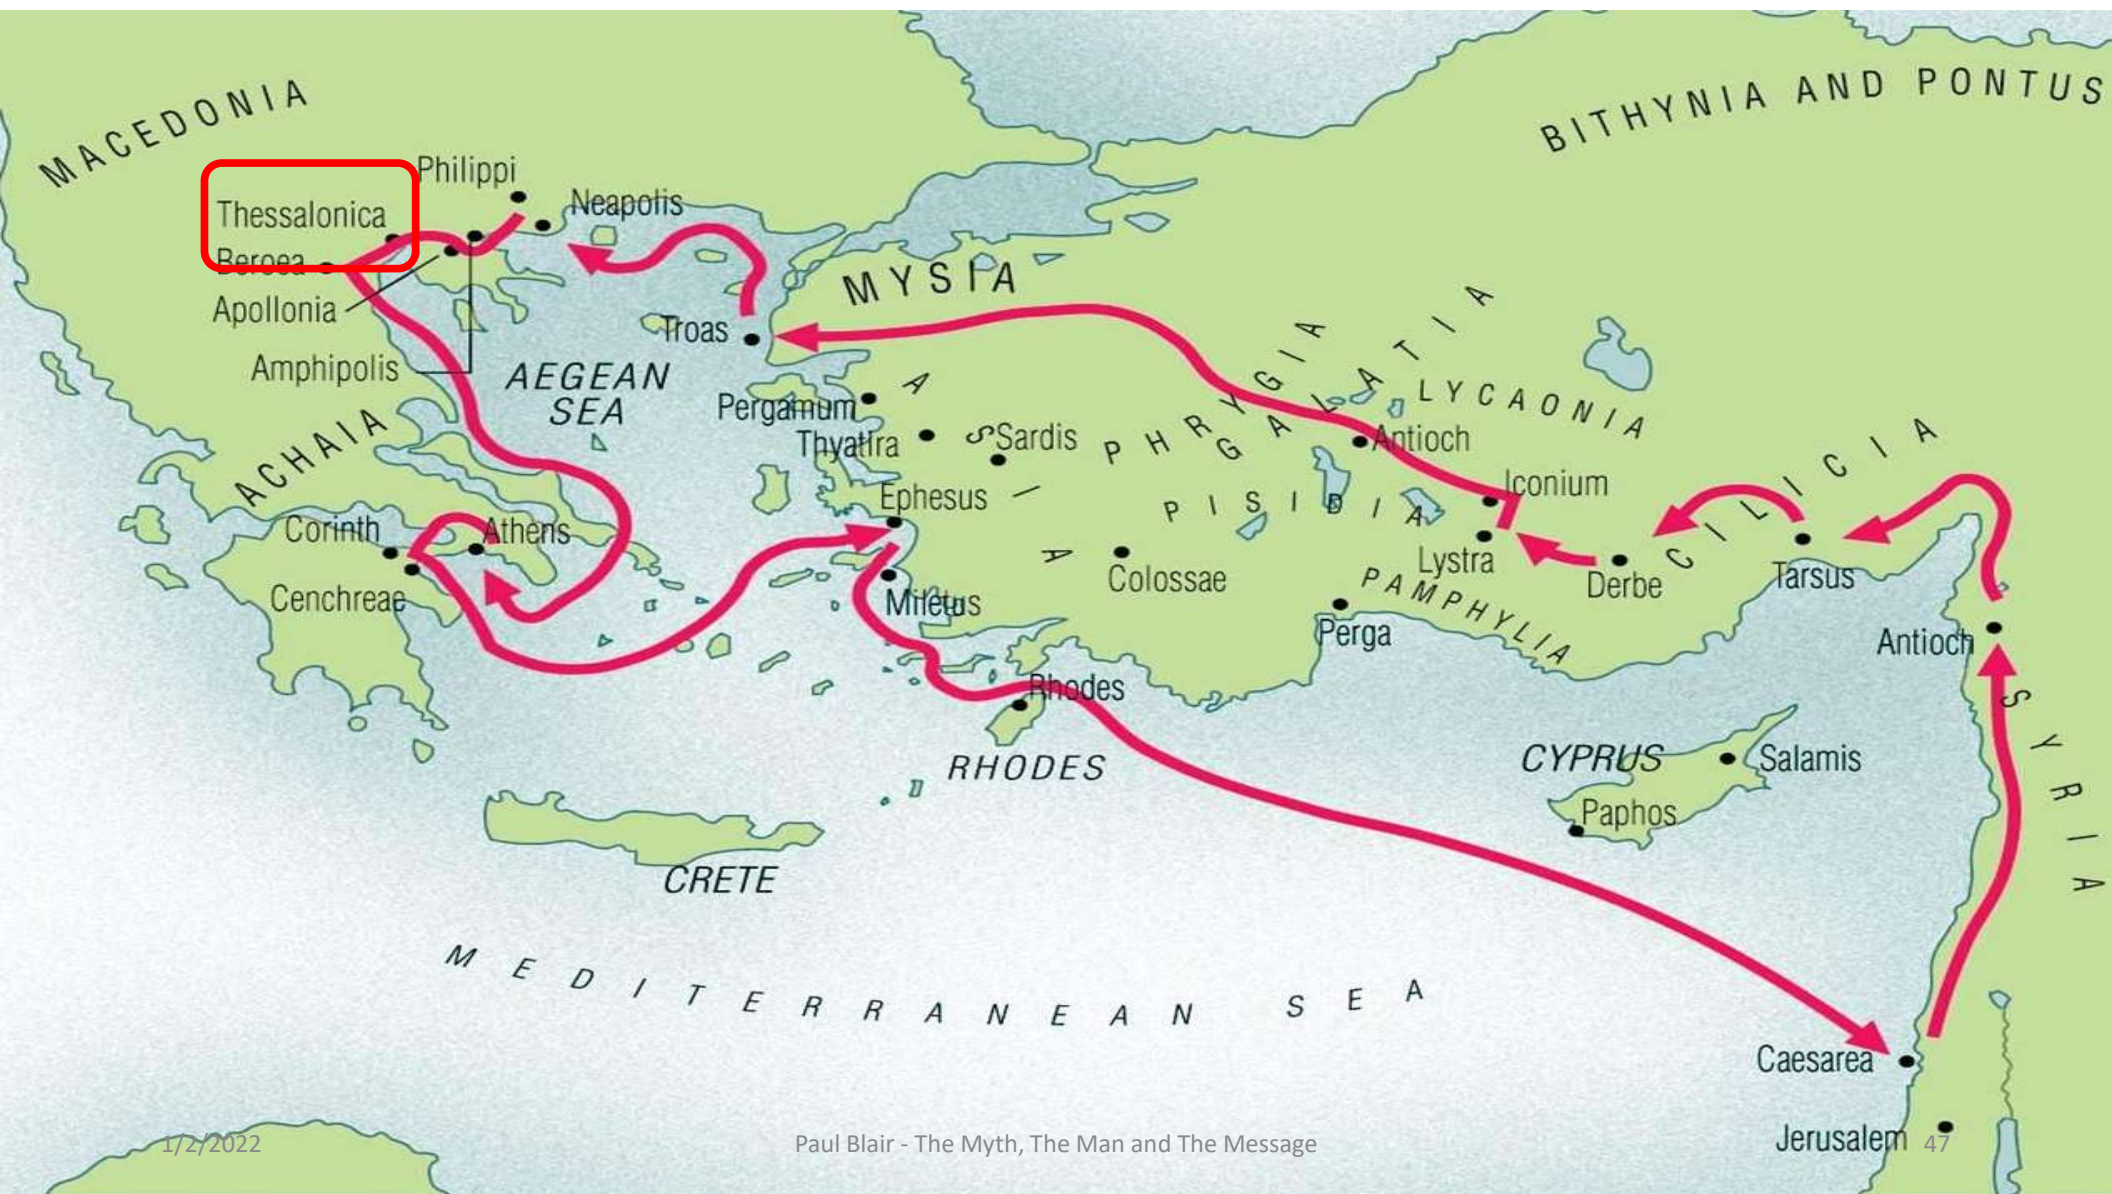 MACEDONIA
BITHYNIA AND PONTUS
Philippi
Thessalonica
Neapolis
Beroea
Apollonia
Amphipolis
MYSIA
Troas
AEGEAN
SEA
PHRYGIA
GALATIA
LYCAONIA
Pergamum
Thyatira
Sardis
ASIA
Antioch
ACHAIA
Iconium
CILICIA
Ephesus
PISIDIA
Corinth
Athens
Cenchreae
Lystra
Derbe
Tarsus
Colossae
PAMPHYLIA
Miletus
Perga
Antioch
Rhodes
RHODES
SYRIA
CYPRUS
Salamis
Paphos
CRETE
MEDITERRANEAN SEA
Caesarea
Jerusalem
1/2/2022
Paul Blair - The Myth, The Man and The Message
47